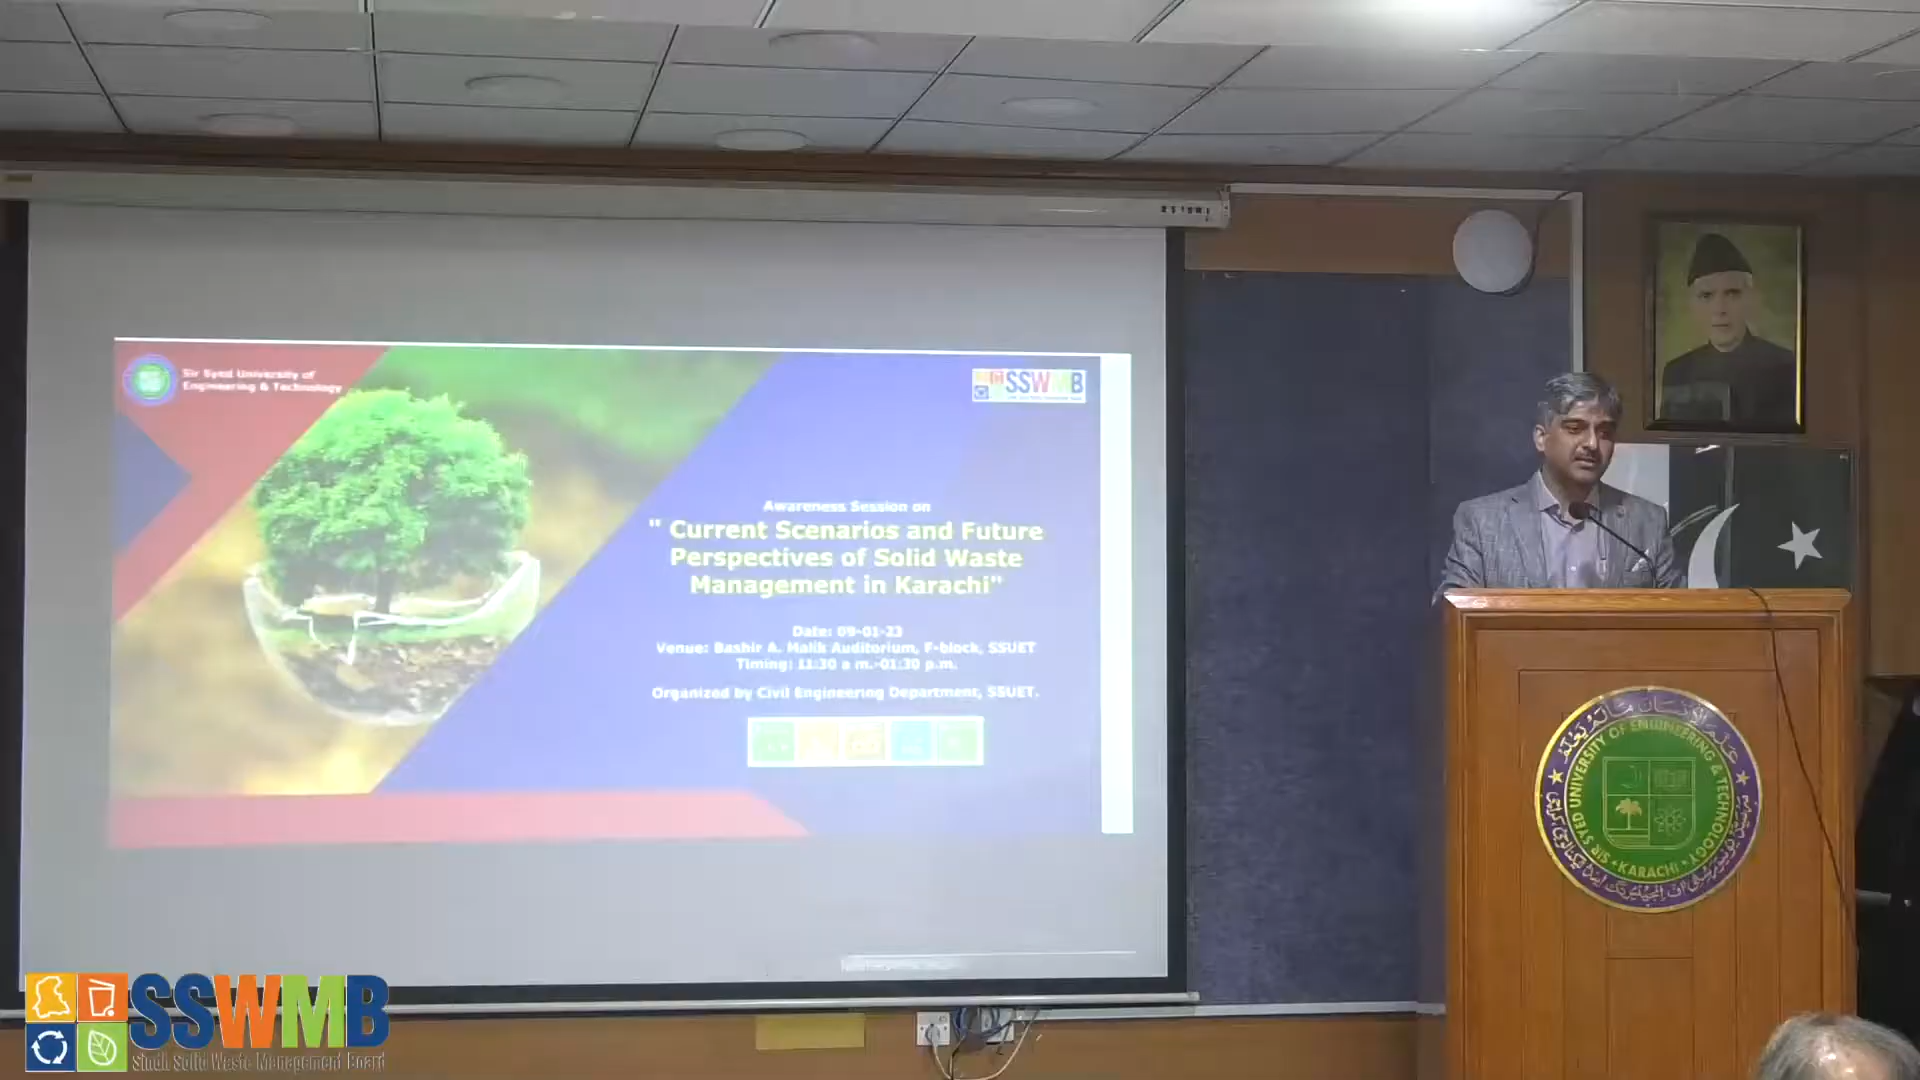 Sir Syed University of
Engineering & Technology
SSWMB
Awareness Session on
" Current Scenarios and Future
Perspectives of Solid Waste
Management in Karachi"
Date: 09-01-23
Venue: Bashir A. Malik Auditorium, F-block, SSUET
Timing: 11:30 a m.-01:30 p.m.
Organized by Civil Engineering Department, SSUET.
SIR SYED UNIVERSITY OF ENGINEERING & TECHNOLOGY
KARACHI
SSWMB
Sindh Solid Waste Management Board